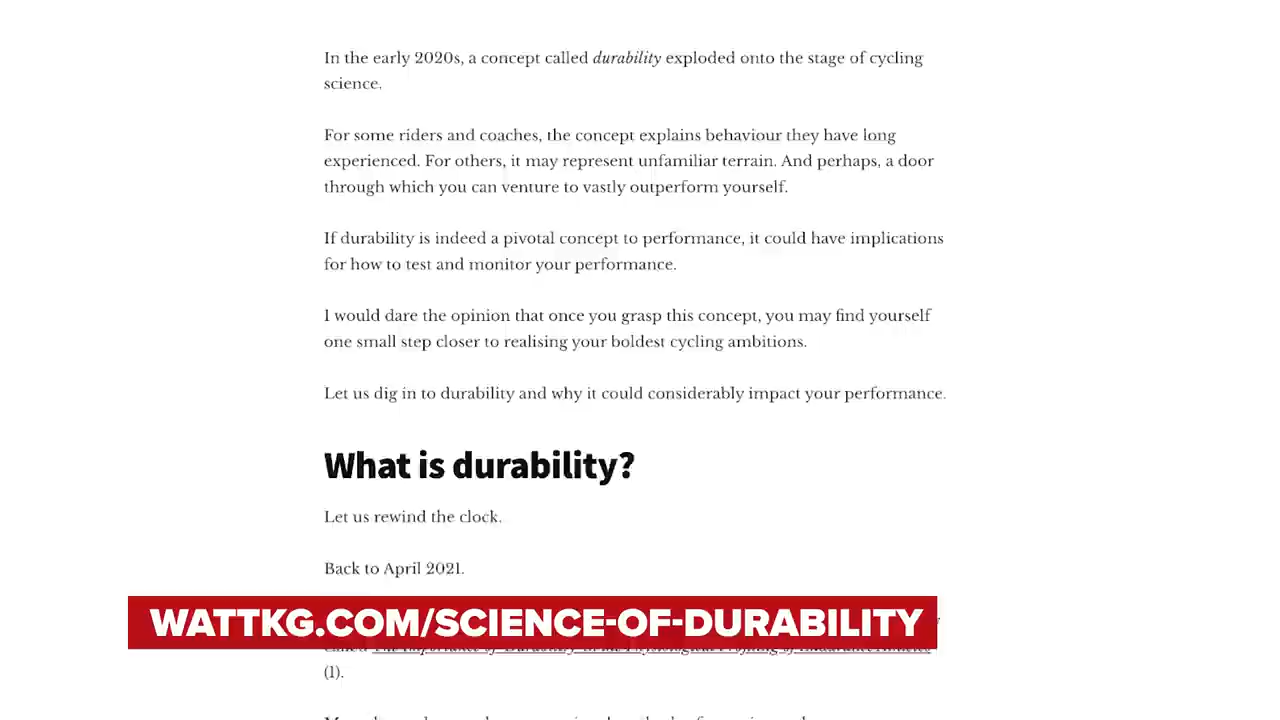 In the early 2020s, a concept called durability exploded onto the stage of cycling
science.
For some riders and coaches, the concept explains behaviour they have long
experienced. For others, it may represent unfamiliar terrain. And perhaps, a door
through which you can venture to vastly outperform yourself.
If durability is indeed a pivotal concept to performance, it could have implications
for how to test and monitor your performance.
I would dare the opinion that once you grasp this concept, you may find yourself
one small step closer to realising your boldest cycling ambitions.
Let us dig in to durability and why it could considerably impact your performance.
What is durability?
Let us rewind the clock.
Back to April 2021.
WATTKG.COM/SCIENCE-OF-DURABILITY
(1).